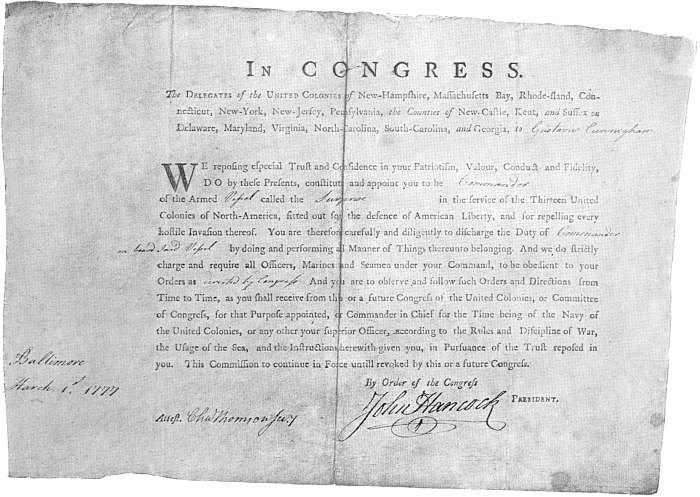 IN CONGRESS.
The DELEGATES of the UNITED COLONIES of New-Hampshire, Massachusetts Bay, Rhode-Island, Con-
necticut, New-York, New-Jersey, Pennsylvania, the Counties of New-Castle, Kent, and Sussex on
Delaware, Maryland, Virginia, North-Carolina, South-Carolina, and Georgia, to Gustavus Cunnigham
WE reposing especial Trust and Confidence in your Patriotism, Valour, Conduct and Fidelity,
DO by these Presents, constitute and appoint you to be Commander
of the Armed Vessel called the Surprise in the service of the Thirteen United
Colonies of North-America, fitted out for the defence of American Liberty, and for repelling every
hostile Invasion thereof. You are therefore carefully and diligently to discharge the Duty of Commander
on board said Vessel by doing and performing all Manner of Things thereunto belonging. And we do strictly
charge and require all Officers, Marines and Seamen under your Command, to be obedient to your
Orders as directed by Congress And you are to observe and follow such Orders and Directions from
Time to Time, as you shall receive from this or a future Congress of the United Colonies, or Committee
of Congress, for that Purpose appointed, or Commander in Chief for the Time being of the Navy of
the United Colonies, or any other your superior Officer, according to the Rules and Discipline of War,
the Usage of the Sea, and the Instructions herewith given you, in Pursuance of the Trust reposed in
you. This Commission to continue in Force untill revoked by this or a future Congress.
Baltimore
March 1st 1777
By Order of the Congress
John Hancock PRESIDENT.
Attest. Cha Thomson Secy